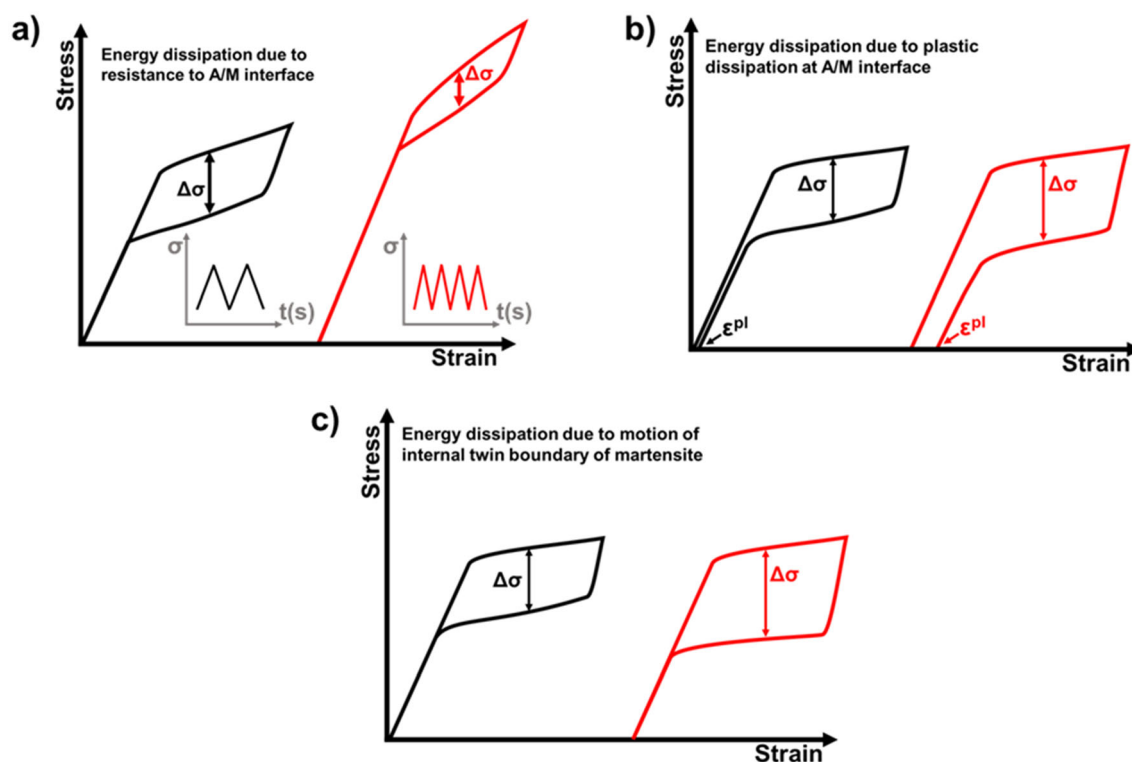 a)
Energy dissipation due to
resistance to A/M interface
Stress
Δσ
Δσ
σ
t(s)
σ
t(s)
Strain
b)
Energy dissipation due to plastic
dissipation at A/M interface
Stress
Δσ
Δσ
εpl
εpl
Strain
c)
Energy dissipation due to motion of
internal twin boundary of martensite
Stress
Δσ
Δσ
Strain